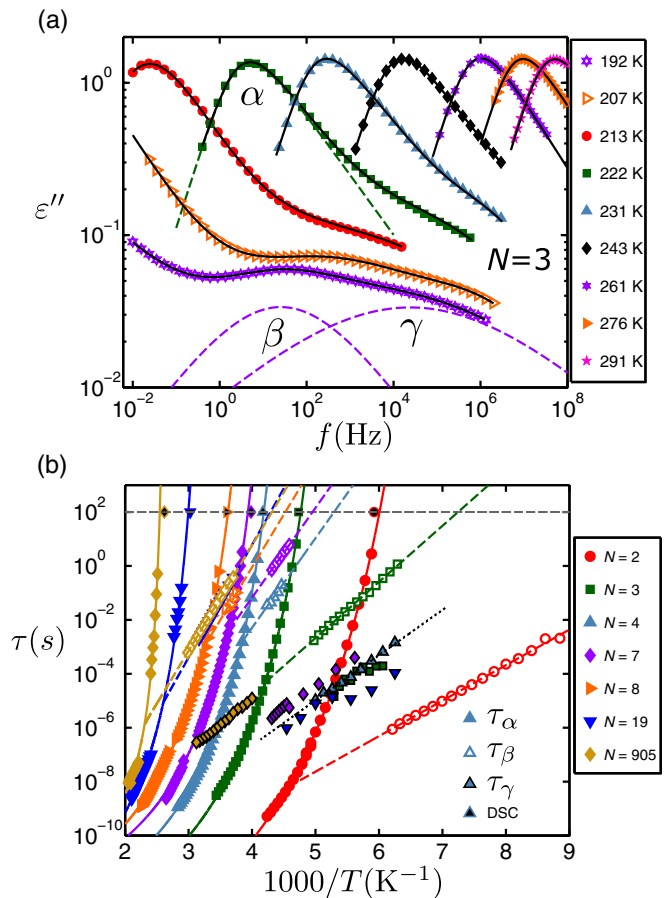 (a)
10^0
10^-1
10^-2
ε''
α
β
γ
N=3
10^-2 10^0 10^2 10^4 10^6 10^8
f(Hz)
192 K
207 K
213 K
222 K
231 K
243 K
261 K
276 K
291 K
(b)
10^2
10^0
10^-2
10^-4
10^-6
10^-8
10^-10
τ(s)
τ_α
τ_β
τ_γ
DSC
2 3 4 5 6 7 8 9
1000/T(K^-1)
N = 2
N = 3
N = 4
N = 7
N = 8
N = 19
N = 905